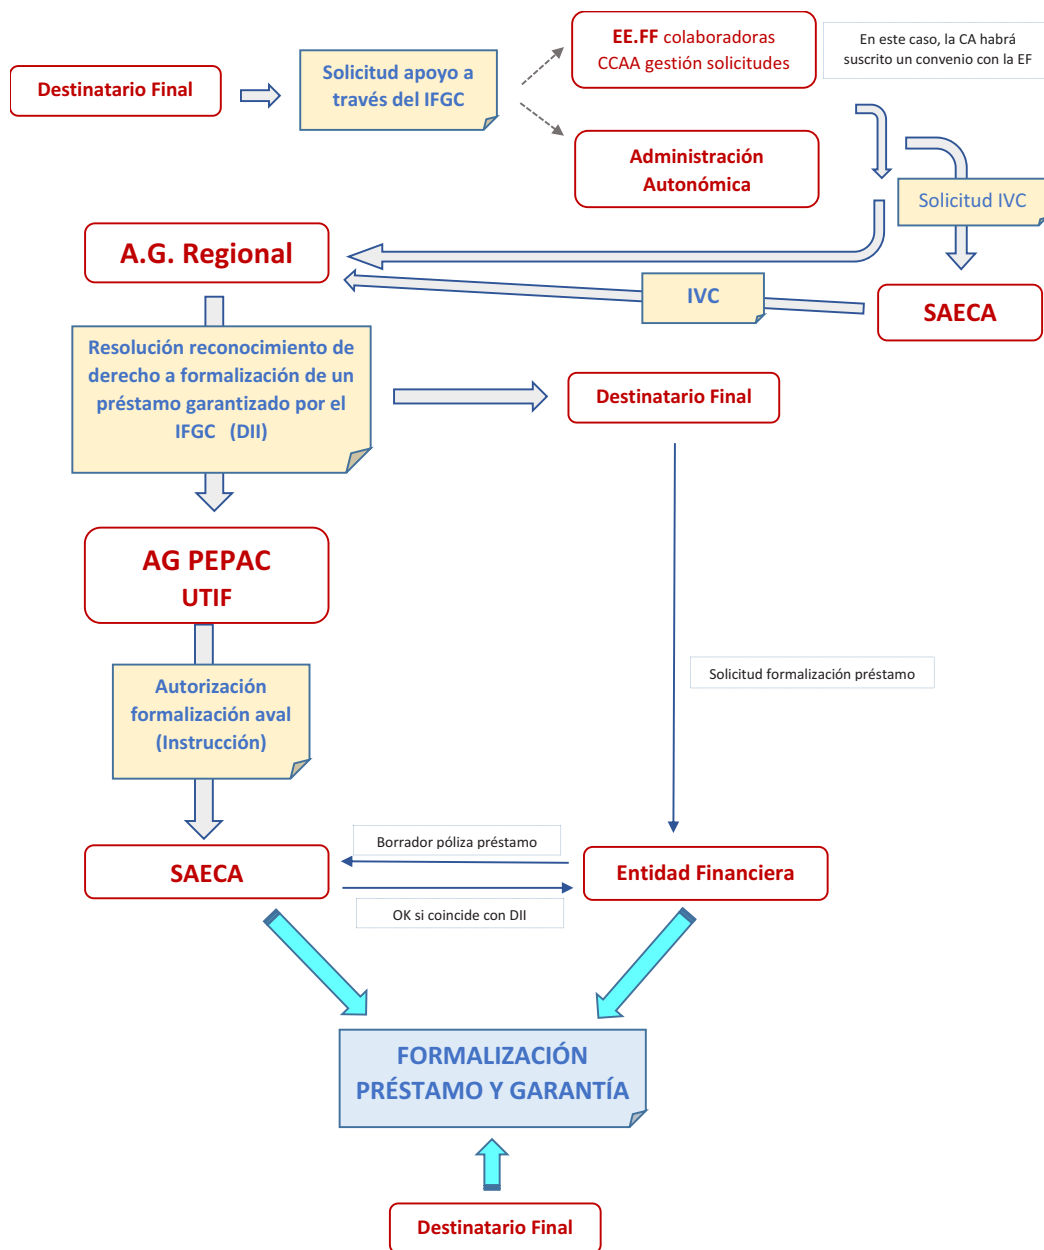 Destinatario Final
Solicitud apoyo a
través del IFGC
EE.FF colaboradoras
CCAA gestión solicitudes
En este caso, la CA habrá
suscrito un convenio con la EF
Administración
Autonómica
Solicitud IVC
A.G. Regional
IVC
SAECA
Resolución reconocimiento de
derecho a formalización de un
préstamo garantizado por el
IFGC (DII)
Destinatario Final
AG PEPAC
UTIF
Solicitud formalización préstamo
Autorización
formalización aval
(Instrucción)
Borrador póliza préstamo
SAECA
Entidad Financiera
OK si coincide con DII
FORMALIZACIÓN
PRÉSTAMO Y GARANTÍA
Destinatario Final